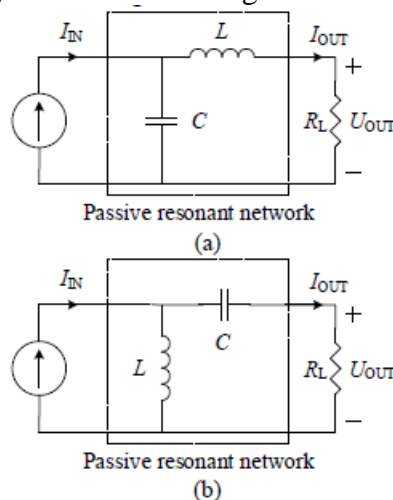 I_IN L I_OUT
+
C R_L U_OUT
−
Passive resonant network
(a)
I_IN I_OUT
+
C
L R_L U_OUT
−
Passive resonant network
(b)